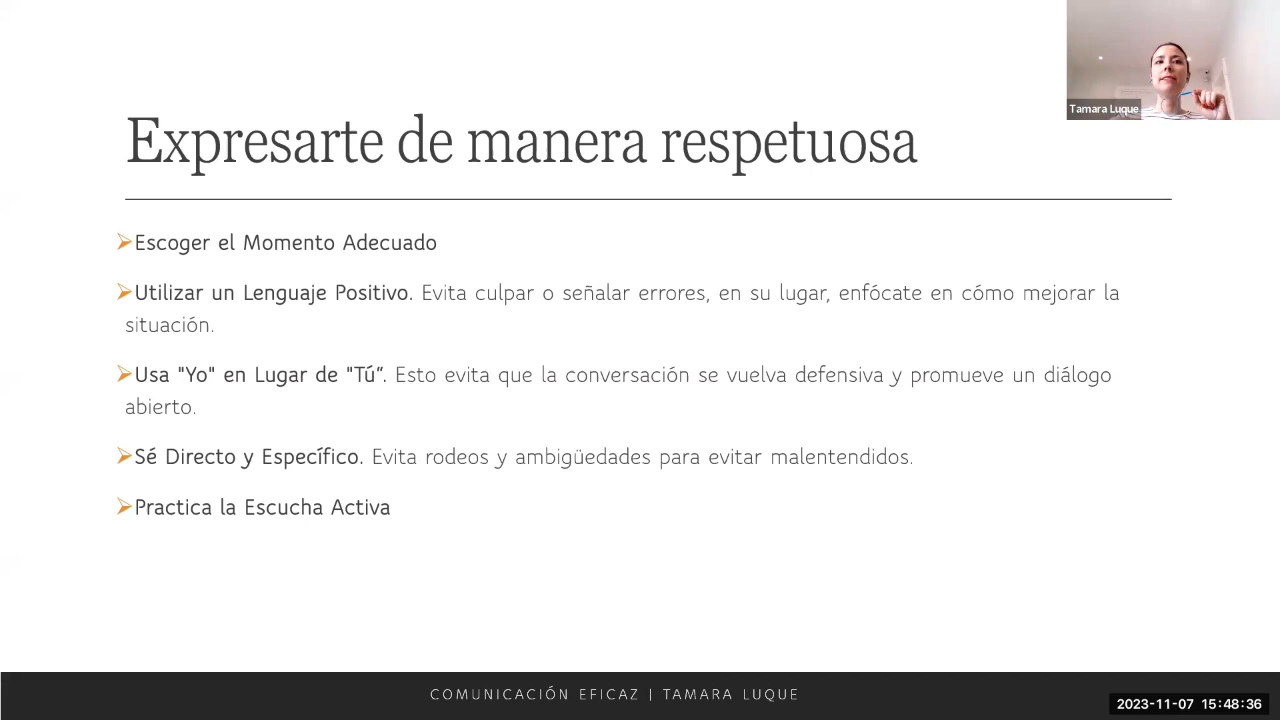 Tamara Luque
Expresarte de manera respetuosa
Escoger el Momento Adecuado
Utilizar un Lenguaje Positivo. Evita culpar o señalar errores, en su lugar, enfócate en cómo mejorar la
situación.
Usa "Yo" en Lugar de "Tú”. Esto evita que la conversación se vuelva defensiva y promueve un diálogo
abierto.
Sé Directo y Específico. Evita rodeos y ambigüedades para evitar malentendidos.
Practica la Escucha Activa
COMUNICACIÓN EFICAZ | TAMARA LUQUE
2023-11-07 15:48:36